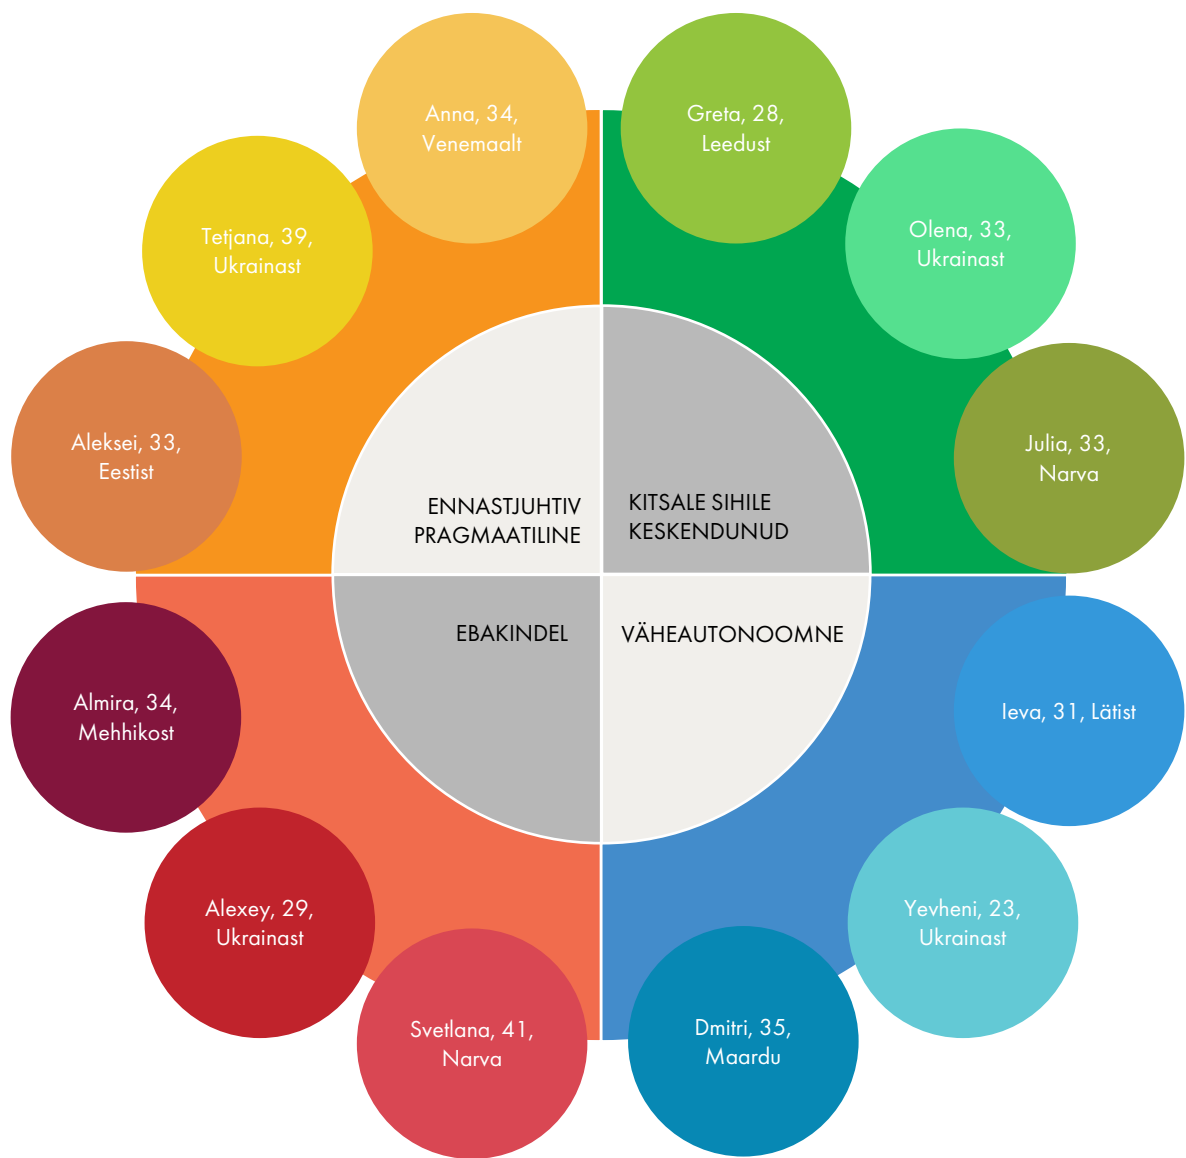 Anna, 34,
Venemaalt
Greta, 28,
Leedust
Tetjana, 39,
Ukrainast
Olena, 33,
Ukrainast
Aleksei, 33,
Eestist
Julia, 33,
Narva
ENNASTJUHTIV
PRAGMAATILINE
KITSALE SIHILE
KESKENDUNUD
EBAKINDEL
VÄHEAUTONOOMNE
Almira, 34,
Mehhikost
Ieva, 31, Lätist
Alexey, 29,
Ukrainast
Yevheni, 23,
Ukrainast
Svetlana, 41,
Narva
Dmitri, 35,
Maardu